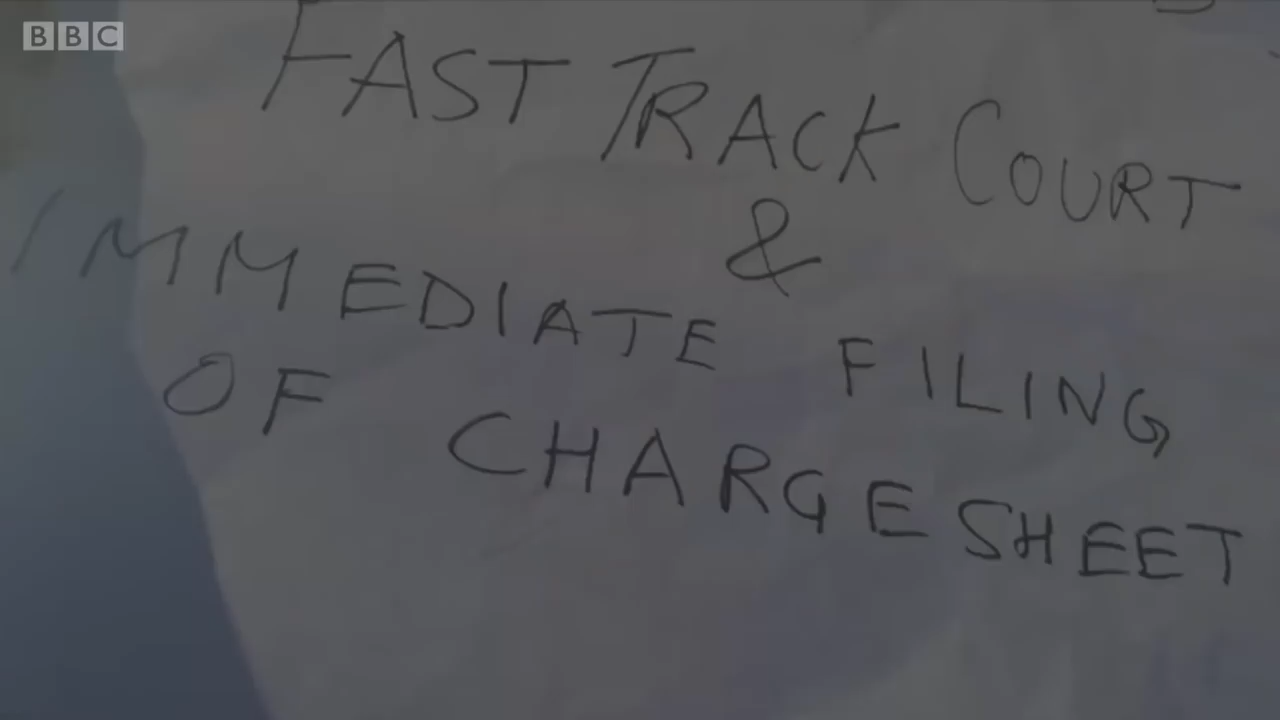 BBC
FAST TRACK COURT
&
IMMEDIATE FILING
OF CHARGESHEET